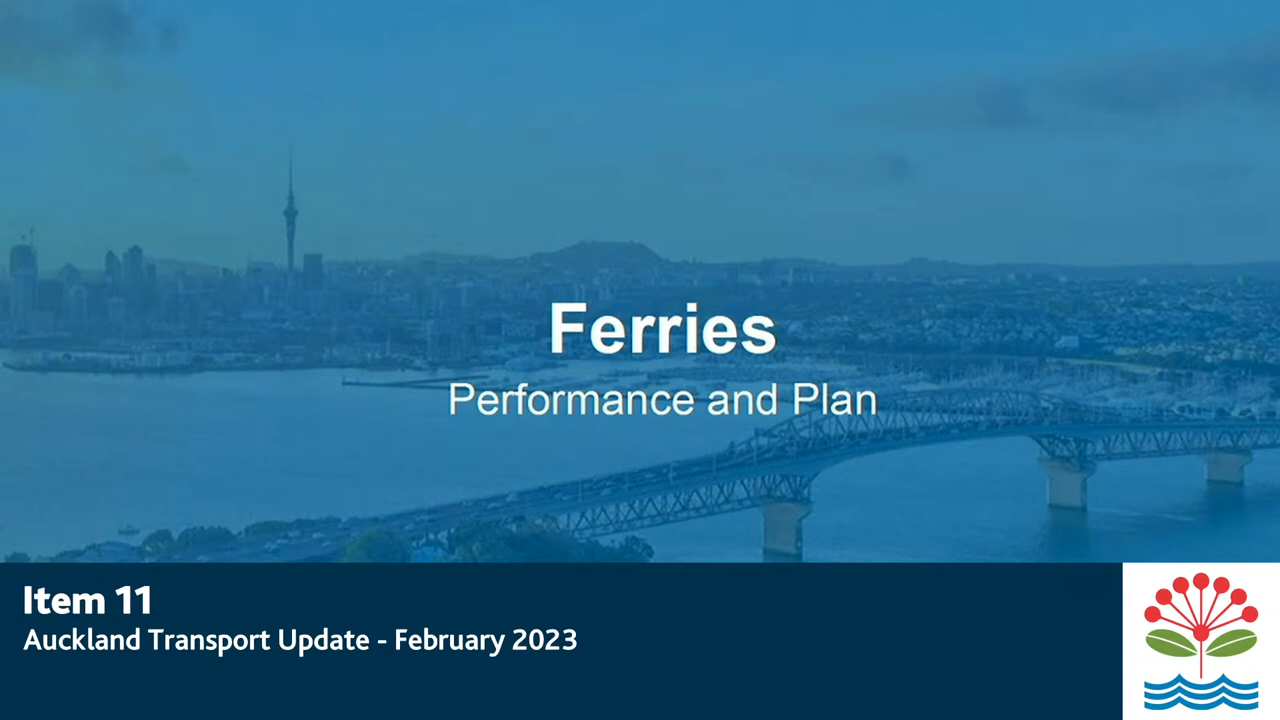 Ferries
Performance and Plan
Item 11
Auckland Transport Update - February 2023